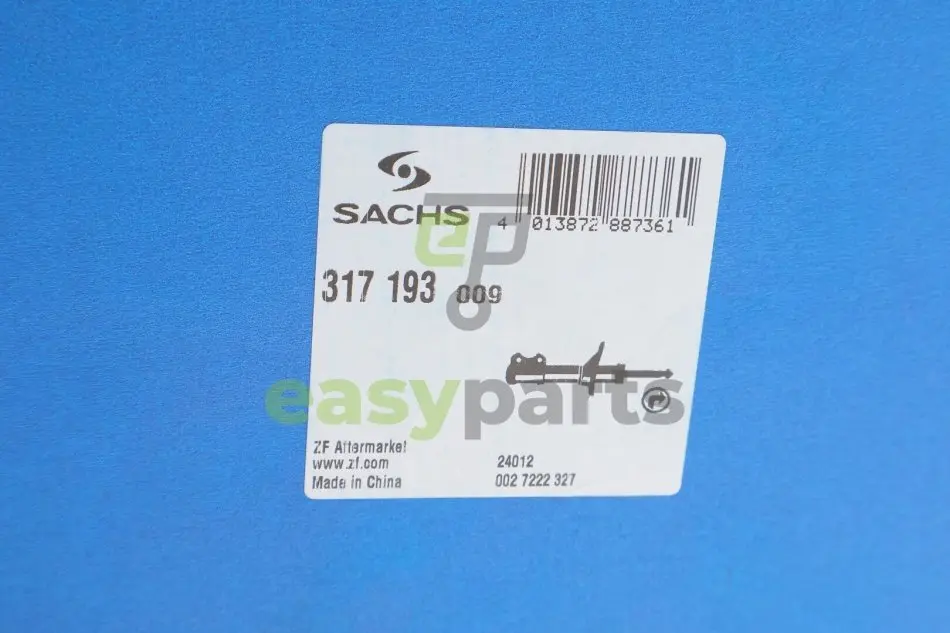 SACHS
4 013872 887361
317 193 009
easyparts
ZF Aftermarket
www.zf.com
Made in China
24012
002 7222 327